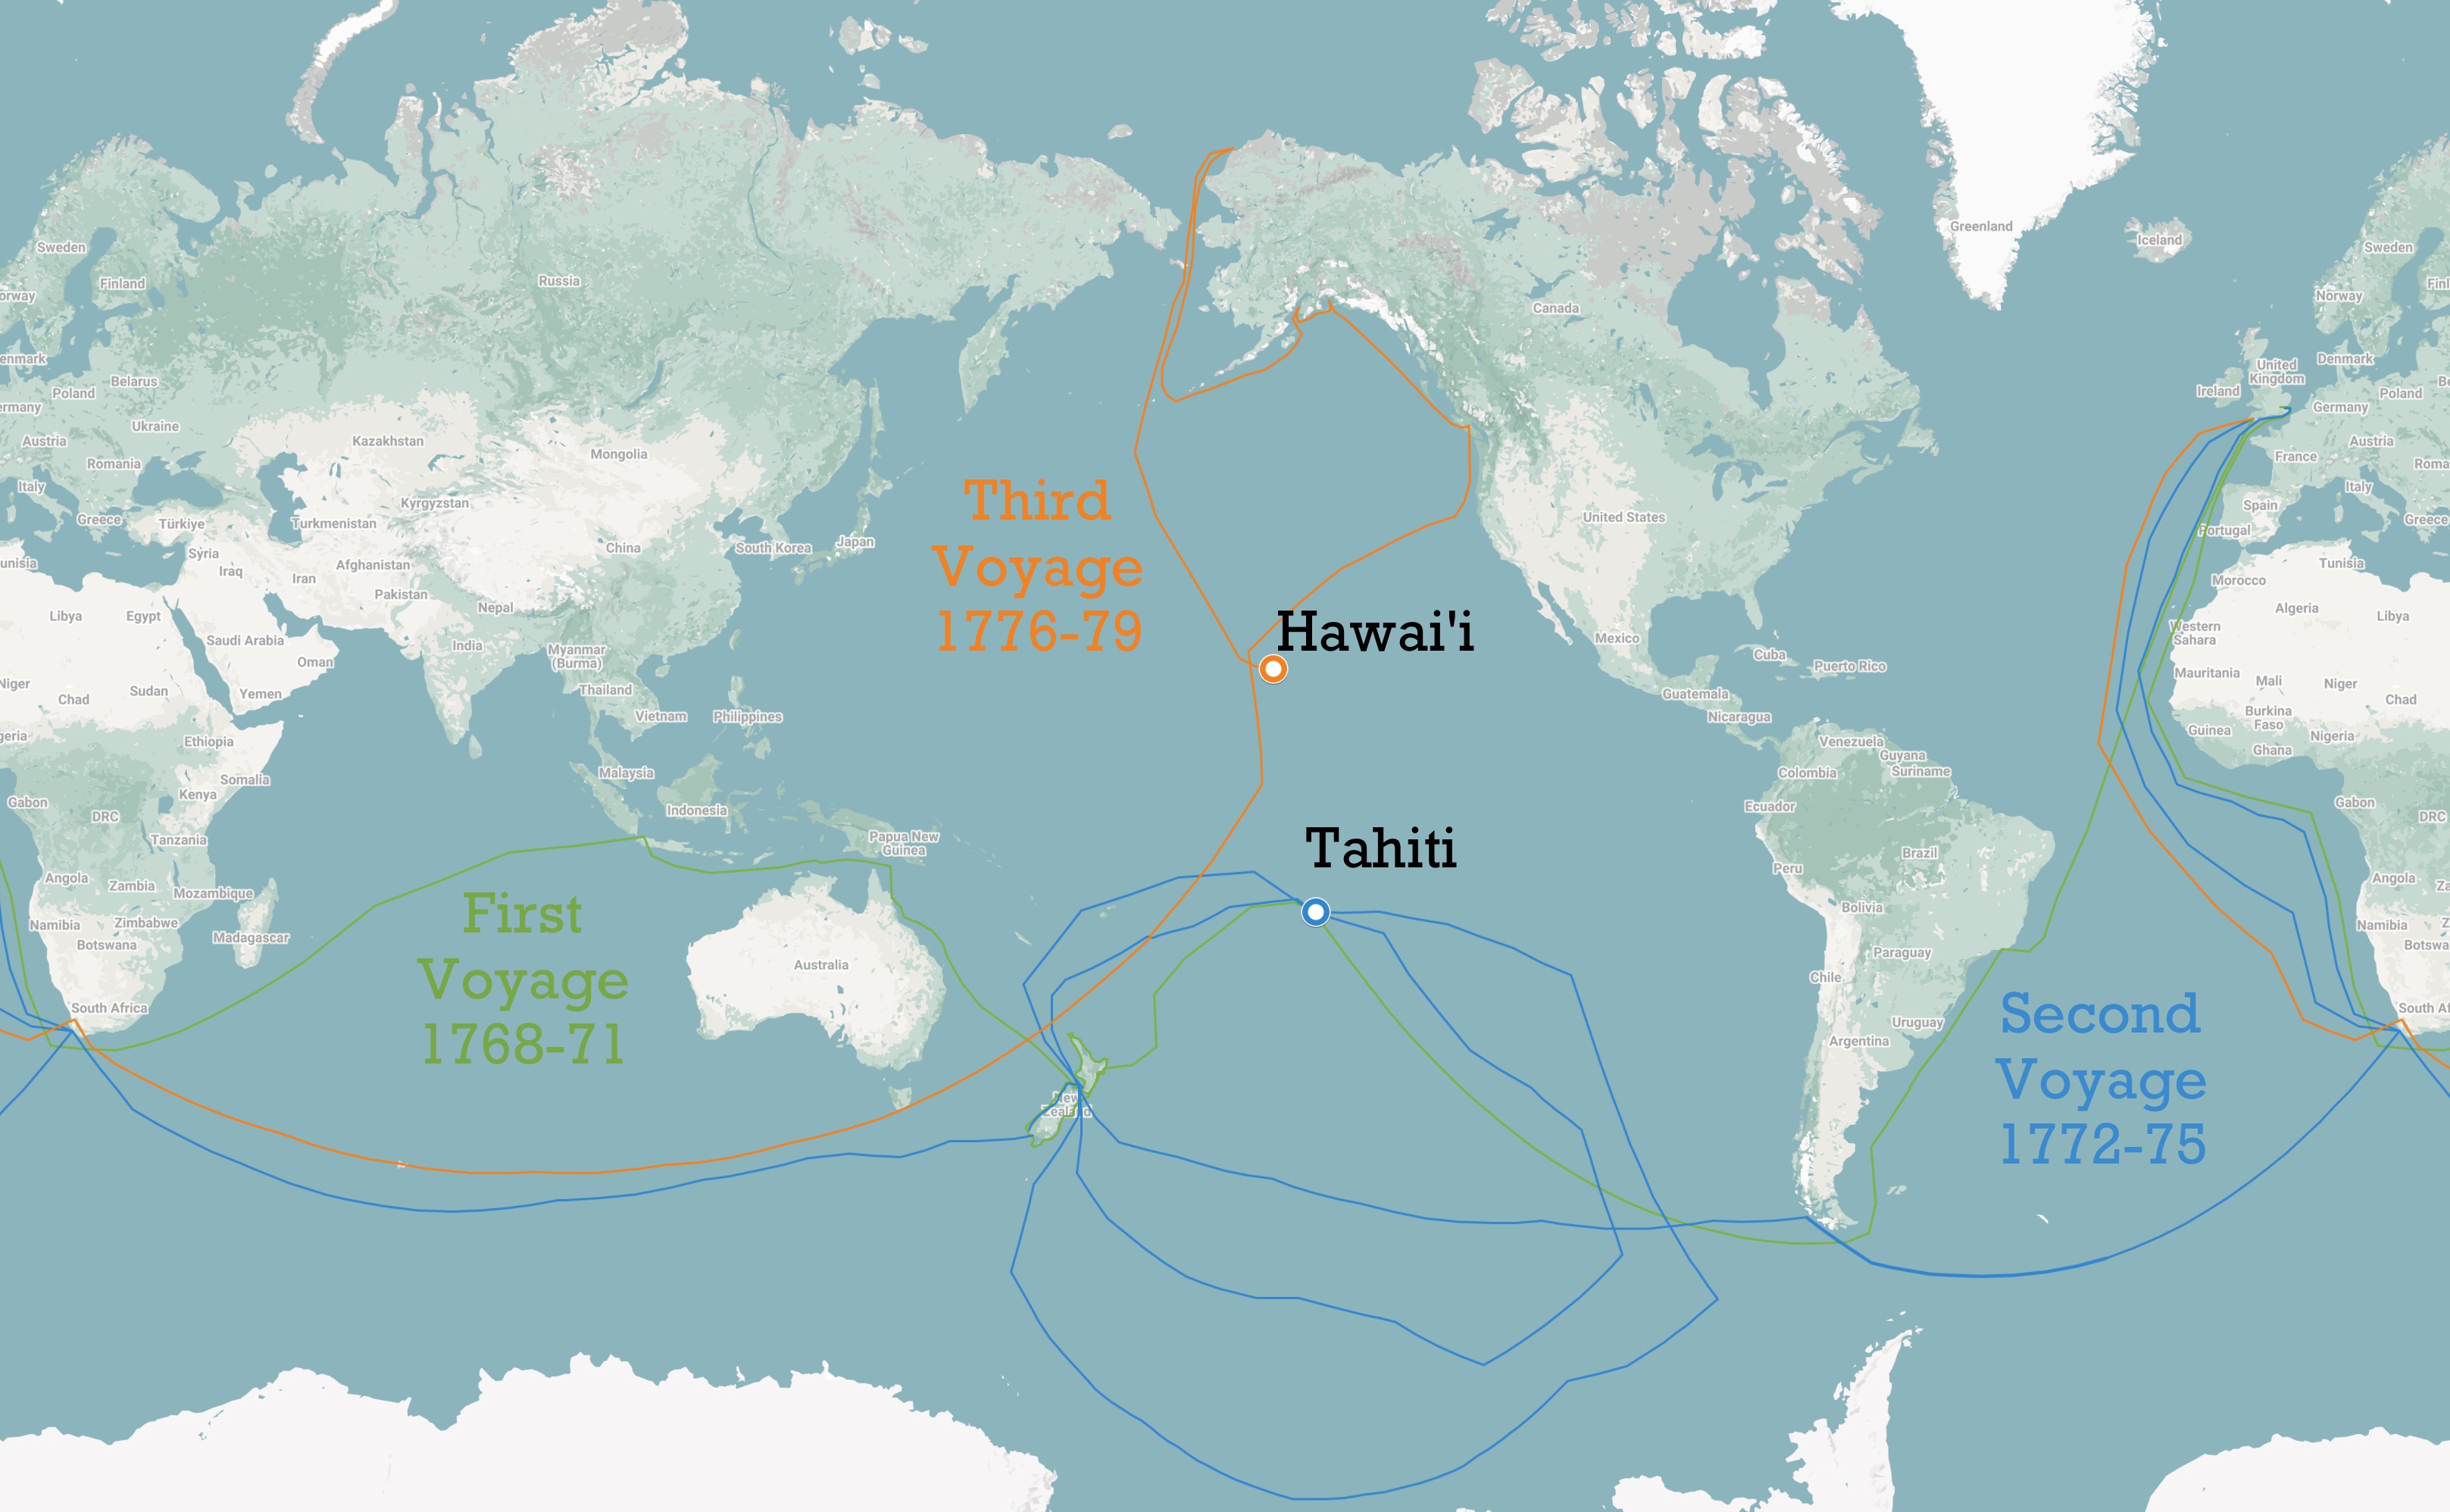 Greenland
Iceland
Sweden
Finland
Russia
orway
Canada
Sweden
Finl
Norway
enmark
Belarus
Poland
ermany
Ukraine
Austria
Kazakhstan
Romania
Mongolia
Italy
Kyrgyzstan
Greece
Türkiye
Turkmenistan
Syria
China
South Korea
Japan
unisia
Iraq
Iran
Afghanistan
Pakistan
Nepal
Libya
Egypt
Saudi Arabia
Oman
India
Myanmar
(Burma)
Niger
Chad
Sudan
Yemen
Thailand
Vietnam
Philippines
geria
Ethiopia
Somalia
Malaysia
Gabon
Kenya
DRC
Indonesia
Tanzania
Papua New
Guinea
Angola
Zambia
Mozambique
Namibia
Zimbabwe
Botswana
Madagascar
Australia
South Africa
New
Zealand
Third
Voyage
1776-79
Hawai'i
Tahiti
First
Voyage
1768-71
United States
Mexico
Cuba
Puerto Rico
Guatemala
Nicaragua
Venezuela
Guyana
Colombia
Suriname
Ecuador
Peru
Brazil
Bolivia
Paraguay
Chile
Uruguay
Argentina
Second
Voyage
1772-75
United
Kingdom
Denmark
Ireland
Poland
Be
Germany
Austria
France
Roma
Italy
Spain
Portugal
Greece
Tunisia
Morocco
Algeria
Libya
Western
Sahara
Mauritania
Mali
Niger
Chad
Burkina
Faso
Guinea
Nigeria
Ghana
Gabon
DRC
Angola
Za
Namibia
Z
Botswa
South Af